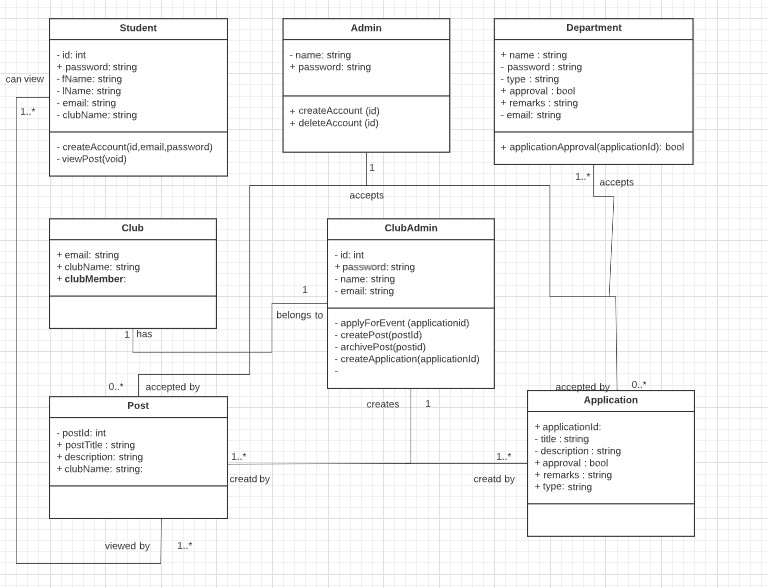 Student
- id: int
+ password: string
- fName: string
- lName: string
- email: string
- clubName: string
- createAccount(id,email,password)
- viewPost(void)
Admin
- name: string
+ password: string
+ createAccount (id)
+ deleteAccount (id)
Department
+ name : string
- password : string
- type : string
+ approval : bool
+ remarks : string
- email: string
+ applicationApproval(applicationId): bool
can view
1..*
1
accepts
1..*
accepts
Club
+ email: string
+ clubName: string
+ clubMember:
ClubAdmin
- id: int
+ password: string
- name: string
- email: string
- applyForEvent (applicationid)
- createPost(postId)
- archivePost(postid)
- createApplication(applicationId)
-
1
belongs to
1 has
0..* accepted by
accepted by 0..*
Post
- postId: int
+ postTitle : string
+ description: string
+ clubName: string:
creates 1
Application
+ applicationId:
- title : string
- description : string
+ approval : bool
+ remarks : string
+ type: string
1..*
creatd by
1..*
creatd by
viewed by 1..*